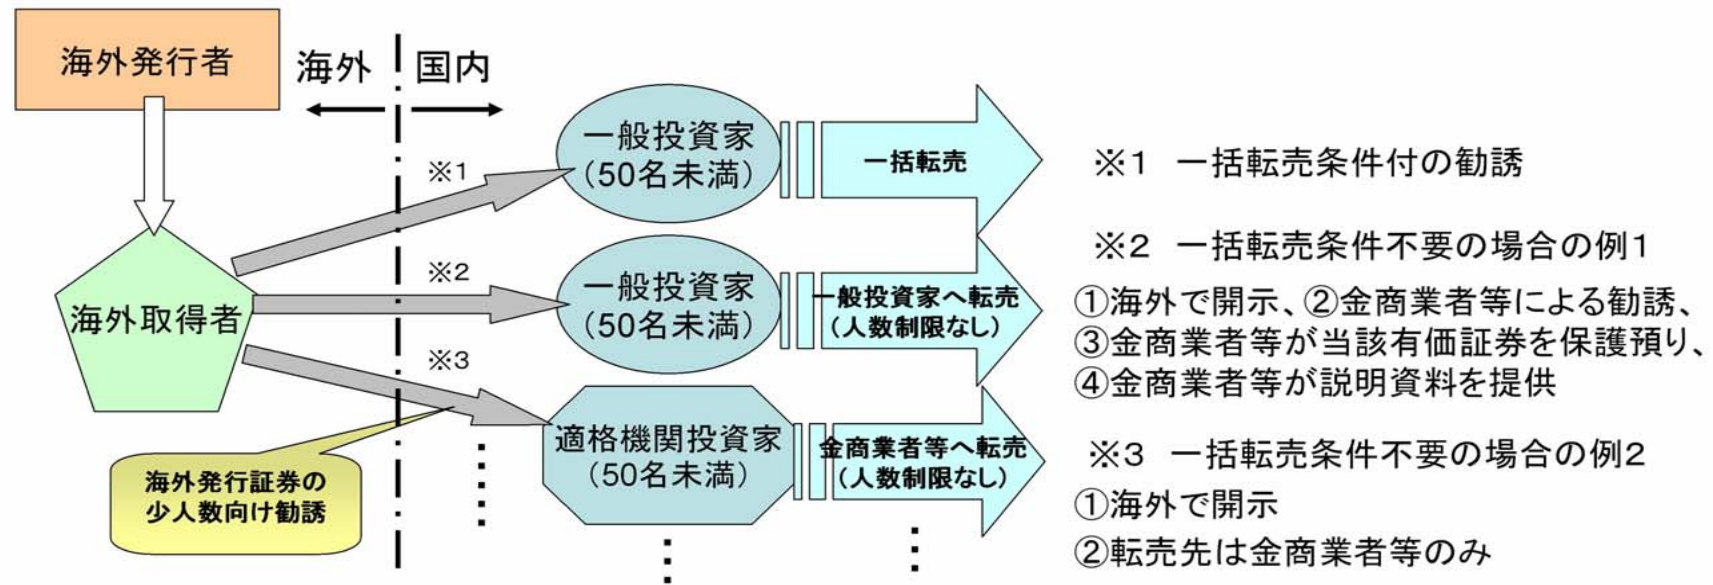 海外発行者
海外
国内
※1
一般投資家
(50名未満)
一括転売
※1 一括転売条件付の勧誘
※2
一般投資家
(50名未満)
一般投資家へ転売
(人数制限なし)
※2 一括転売条件不要の場合の例1
①海外で開示、②金商業者等による勧誘、
③金商業者等が当該有価証券を保護預り、
④金商業者等が説明資料を提供
海外取得者
※3
適格機関投資家
(50名未満)
金商業者等へ転売
(人数制限なし)
※3 一括転売条件不要の場合の例2
①海外で開示
②転売先は金商業者等のみ
海外発行証券の
少人数向け勧誘